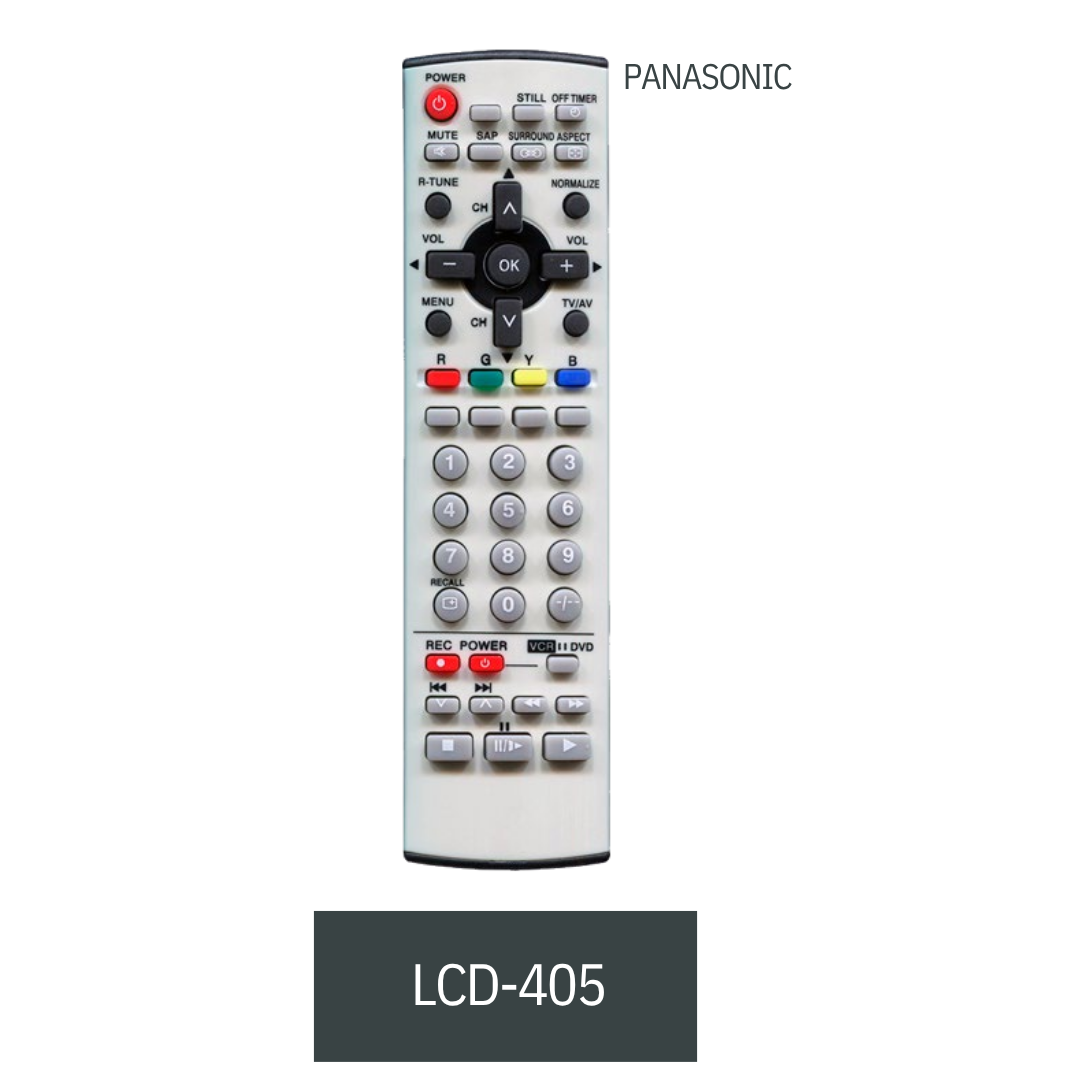 PANASONIC
POWER
STILL OFF TIMER
MUTE SAP SURROUND ASPECT
R-TUNE NORMALIZE
CH
VOL VOL
− OK +
MENU TV/AV
CH
R G Y B
1 2 3
4 5 6
7 8 9
RECALL
0 -/--
REC POWER VCR DVD
LCD-405